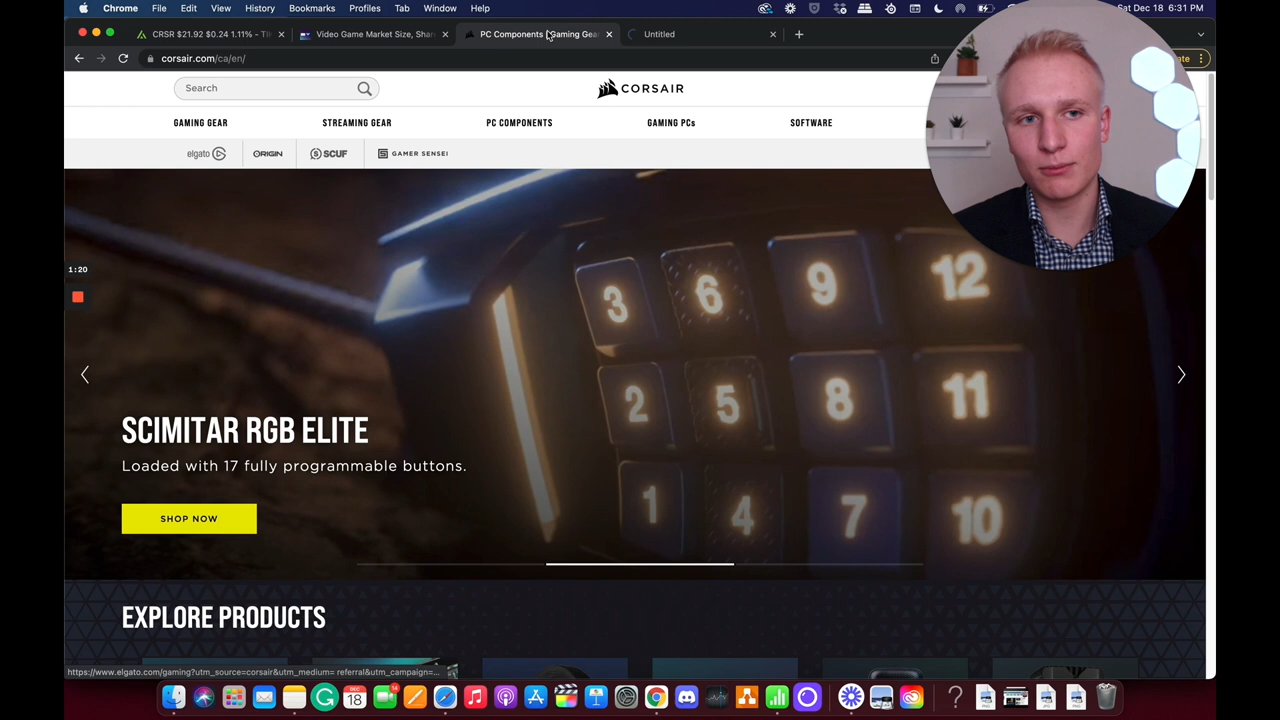 Chrome File Edit View History Bookmarks Profiles Tab Window Help Sat Dec 18 6:31 PM
CRSR $21.92 $0.24 1.11% - TI
Video Game Market Size, Shar
PC Components | Gaming Gea
Untitled
corsair.com/ca/en/
Search
CORSAIR
GAMING GEAR STREAMING GEAR PC COMPONENTS GAMING PCs SOFTWARE
elgato ORIGIN SCUF GAMER SENSEI
1:20
3 6 9 12
2 5 8 11
1 4 7 10
SCIMITAR RGB ELITE
Loaded with 17 fully programmable buttons.
SHOP NOW
EXPLORE PRODUCTS
https://www.elgato.com/gaming?utm_source=corsair&utm_medium= referral&utm_campaign=...
DEC
18